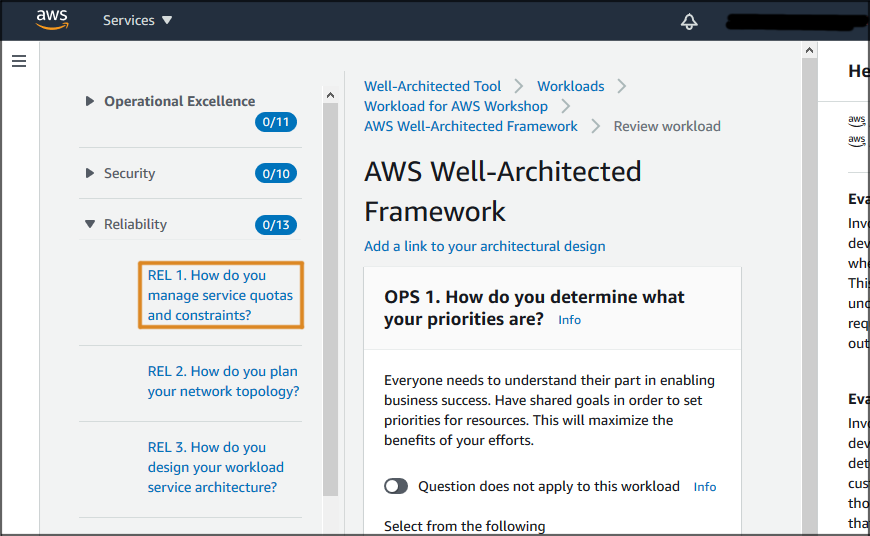 aws Services
Operational Excellence
0/11
Security 0/10
Reliability 0/13
REL 1. How do you
manage service quotas
and constraints?
REL 2. How do you plan
your network topology?
REL 3. How do you
design your workload
service architecture?
Well-Architected Tool Workloads
Workload for AWS Workshop
AWS Well-Architected Framework Review workload
AWS Well-Architected
Framework
Add a link to your architectural design
OPS 1. How do you determine what
your priorities are? Info
Everyone needs to understand their part in enabling
business success. Have shared goals in order to set
priorities for resources. This will maximize the
benefits of your efforts.
Question does not apply to this workload Info
Select from the following
He
aws
aws
Eva
Invo
dev
whe
This
und
req
out
Eva
Invo
dev
det
cus
tho
that